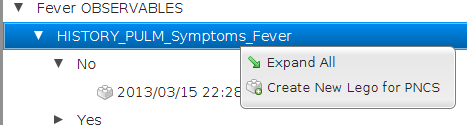 Fever OBSERVABLES
HISTORY_PULM_Symptoms_Fever
Expand All
No
Create New Lego for PNCS
2013/03/15 22:28
Yes